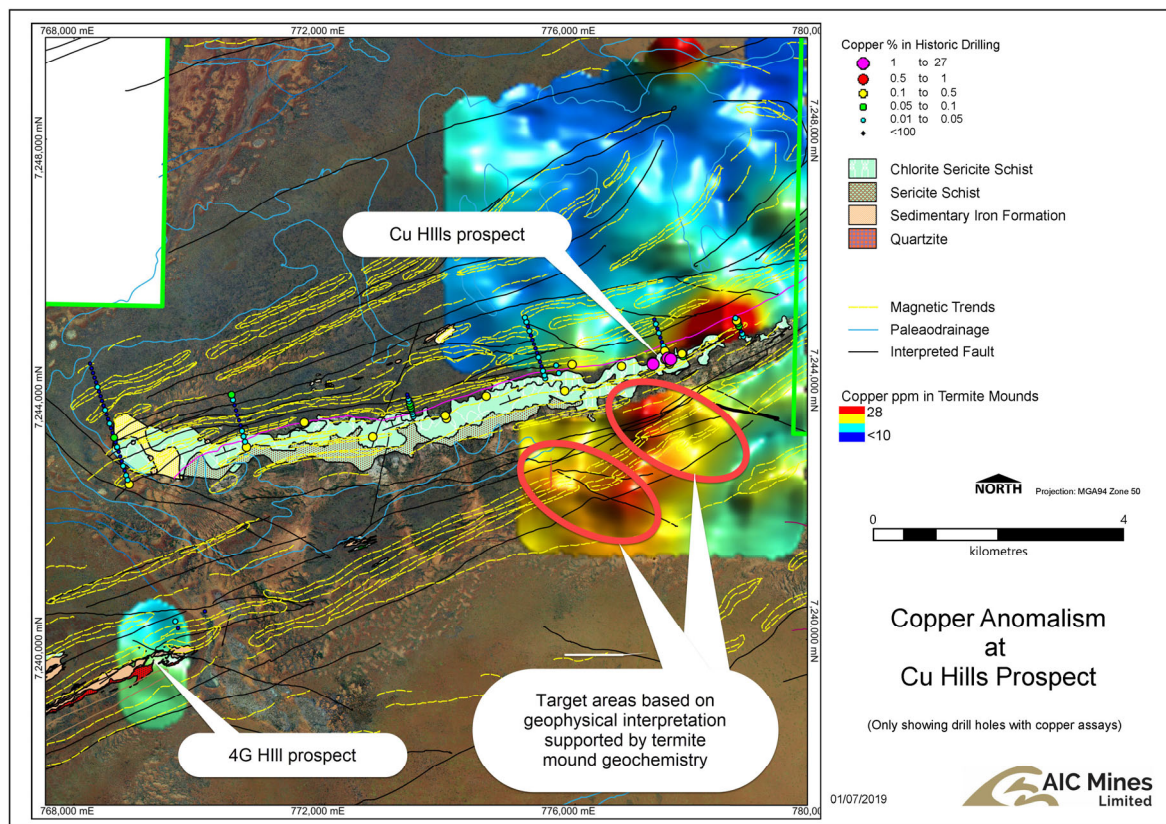 768,000 mE
772,000 mE
776,000 mE
780,
7,248,000 mN
7,248,000 mN
7,244,000 mN
7,244,000 mN
7,240,000 mN
7,240,000 mN
Cu HIlls prospect
4G HIll prospect
Target areas based on
geophysical interpretation
supported by termite
mound geochemistry
768,000 mE
772,000 mE
776,000 mE
780,
Copper % in Historic Drilling
1 to 27
0.5 to 1
0.1 to 0.5
0.05 to 0.1
0.01 to 0.05
<100
Chlorite Sericite Schist
Sericite Schist
Sedimentary Iron Formation
Quartzite
Magnetic Trends
Paleaodrainage
Interpreted Fault
Copper ppm in Termite Mounds
28
<10
NORTH
Projection: MGA94 Zone 50
0 4
kilometres
Copper Anomalism
at
Cu Hills Prospect
(Only showing drill holes with copper assays)
01/07/2019
AIC Mines
Limited